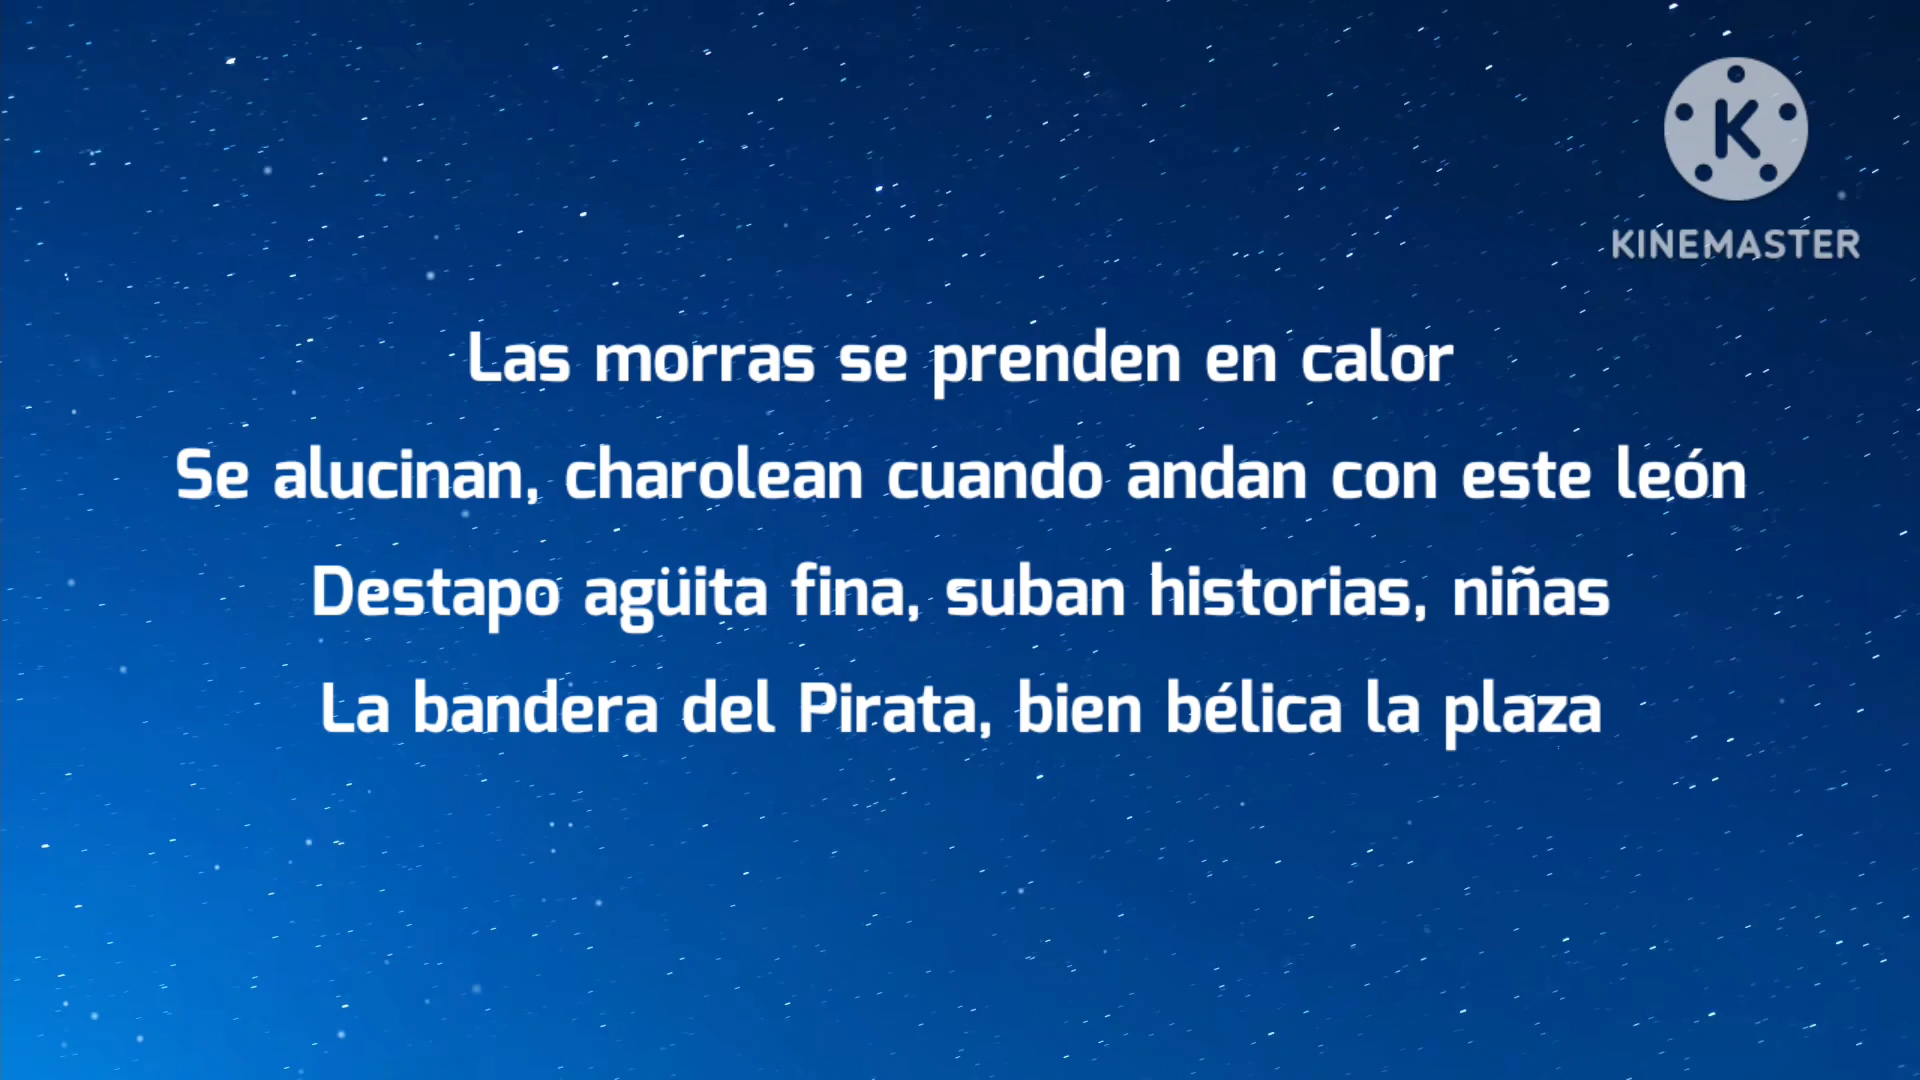 K
KINEMASTER
Las morras se prenden en calor
Se alucinan, charolean cuando andan con este león
Destapo agüita fina, suban historias, niñas
La bandera del Pirata, bien bélica la plaza